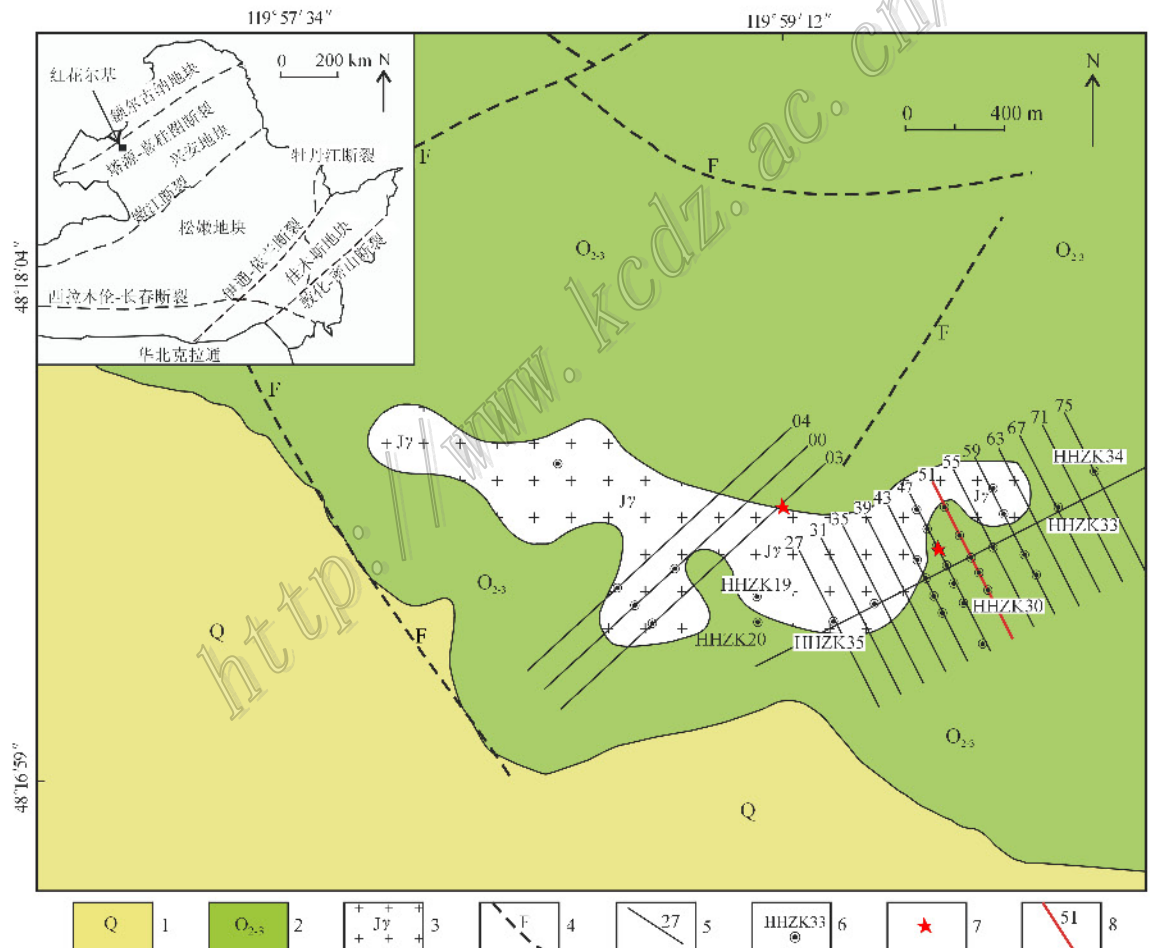 119°57′34″
119°59′12″
48°18′04″
48°16′59″
0 200 km N
红花尔基
额尔古纳地块
塔源-喜桂图断裂
兴安地块
嫩江断裂
松嫩地块
牡丹江断裂
伊通-依兰断裂
佳木斯地块
敦化-密山断裂
西拉木伦-长春断裂
华北克拉通
N
0 400 m
F
F
F
F
F
O₂₋₃
O₂₋₃
O₂₋₃
O₂₋₃
Q
Q
Jγ
Jγ
Jγ
Jγ
04
00
03
27
31
35
39
43
47
51
55
59
63
67
71
75
HHZK34
HHZK33
HHZK30
HHZK19
HHZK20
HHZK35
http://www.kcdz.ac.cn/
Q 1
O₂₋₃ 2
Jγ 3
F 4
27 5
HHZK33 6
7
51 8